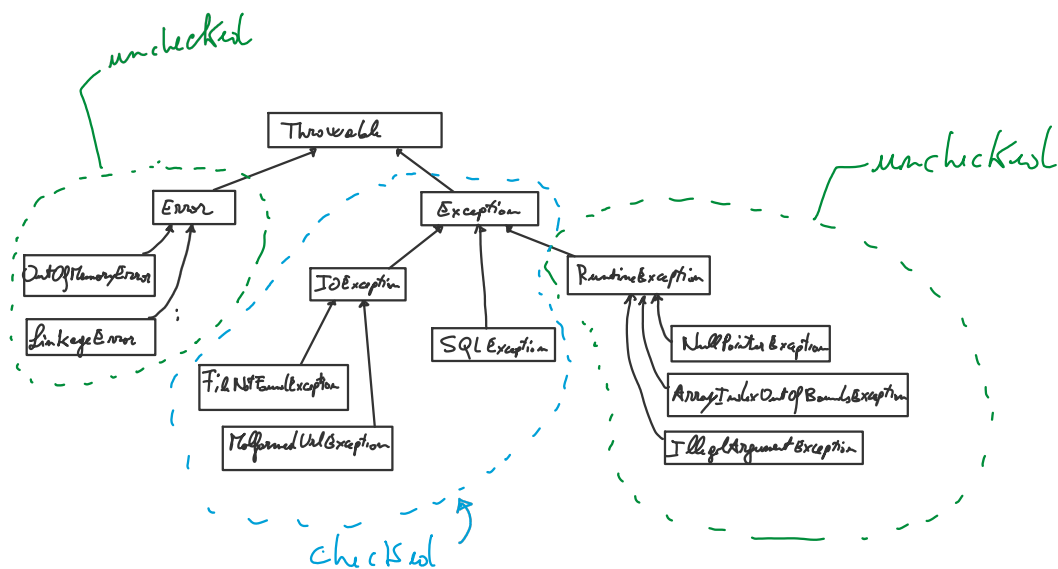 unchecked
Throwable
unchecked
Error
Exception
OutOfMemoryError
IOException
RuntimeException
LinkageError
SQLException
NullPointerException
FileNotFoundException
ArrayIndexOutOfBoundsException
MalformedUrlException
IllegalArgumentException
checked